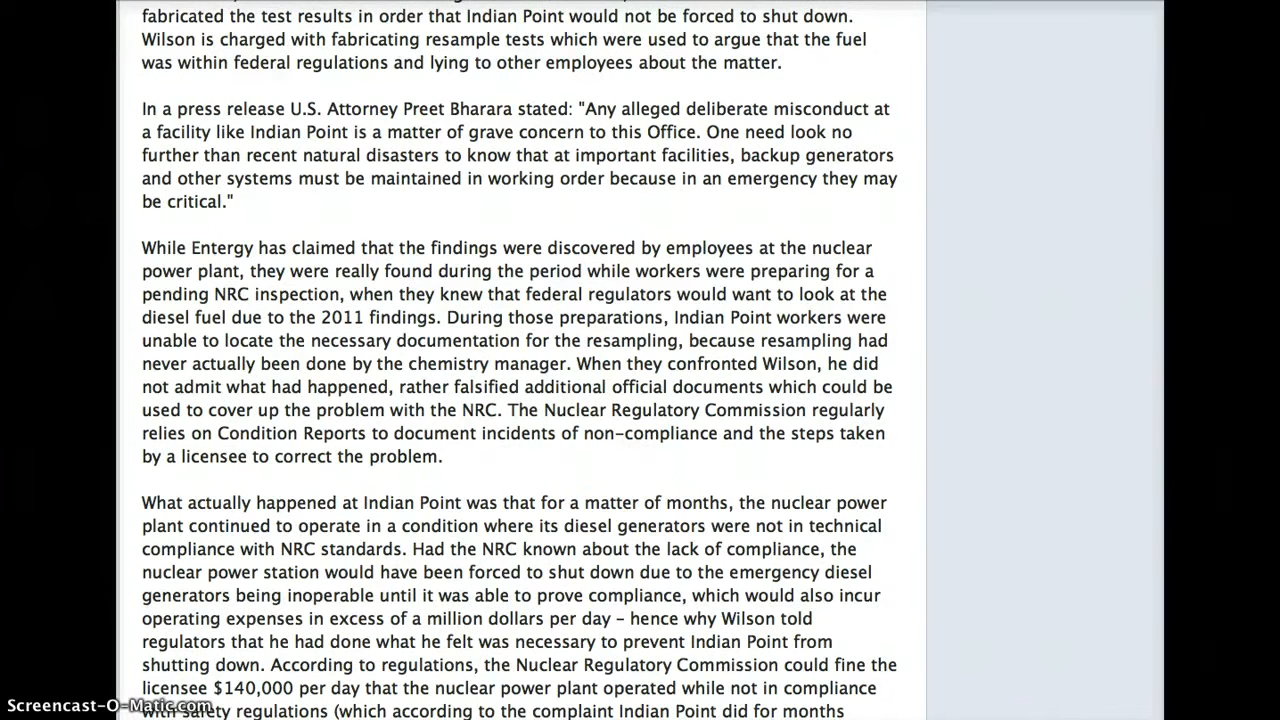 fabricated the test results in order that Indian Point would not be forced to shut down.
Wilson is charged with fabricating resample tests which were used to argue that the fuel
was within federal regulations and lying to other employees about the matter.
In a press release U.S. Attorney Preet Bharara stated: "Any alleged deliberate misconduct at
a facility like Indian Point is a matter of grave concern to this Office. One need look no
further than recent natural disasters to know that at important facilities, backup generators
and other systems must be maintained in working order because in an emergency they may
be critical."
While Entergy has claimed that the findings were discovered by employees at the nuclear
power plant, they were really found during the period while workers were preparing for a
pending NRC inspection, when they knew that federal regulators would want to look at the
diesel fuel due to the 2011 findings. During those preparations, Indian Point workers were
unable to locate the necessary documentation for the resampling, because resampling had
never actually been done by the chemistry manager. When they confronted Wilson, he did
not admit what had happened, rather falsified additional official documents which could be
used to cover up the problem with the NRC. The Nuclear Regulatory Commission regularly
relies on Condition Reports to document incidents of non-compliance and the steps taken
by a licensee to correct the problem.
What actually happened at Indian Point was that for a matter of months, the nuclear power
plant continued to operate in a condition where its diesel generators were not in technical
compliance with NRC standards. Had the NRC known about the lack of compliance, the
nuclear power station would have been forced to shut down due to the emergency diesel
generators being inoperable until it was able to prove compliance, which would also incur
operating expenses in excess of a million dollars per day – hence why Wilson told
regulators that he had done what he felt was necessary to prevent Indian Point from
shutting down. According to regulations, the Nuclear Regulatory Commission could fine the
licensee $140,000 per day that the nuclear power plant operated while not in compliance
with safety regulations (which according to the complaint Indian Point did for months
Screencast-O-Matic.com